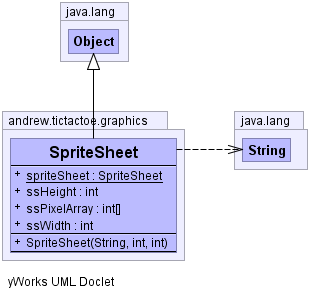 java.lang
Object
andrew.tictactoe.graphics
SpriteSheet
+ spriteSheet : SpriteSheet
+ ssHeight : int
+ ssPixelArray : int[]
+ ssWidth : int
+ SpriteSheet(String, int, int)
java.lang
String
yWorks UML Doclet